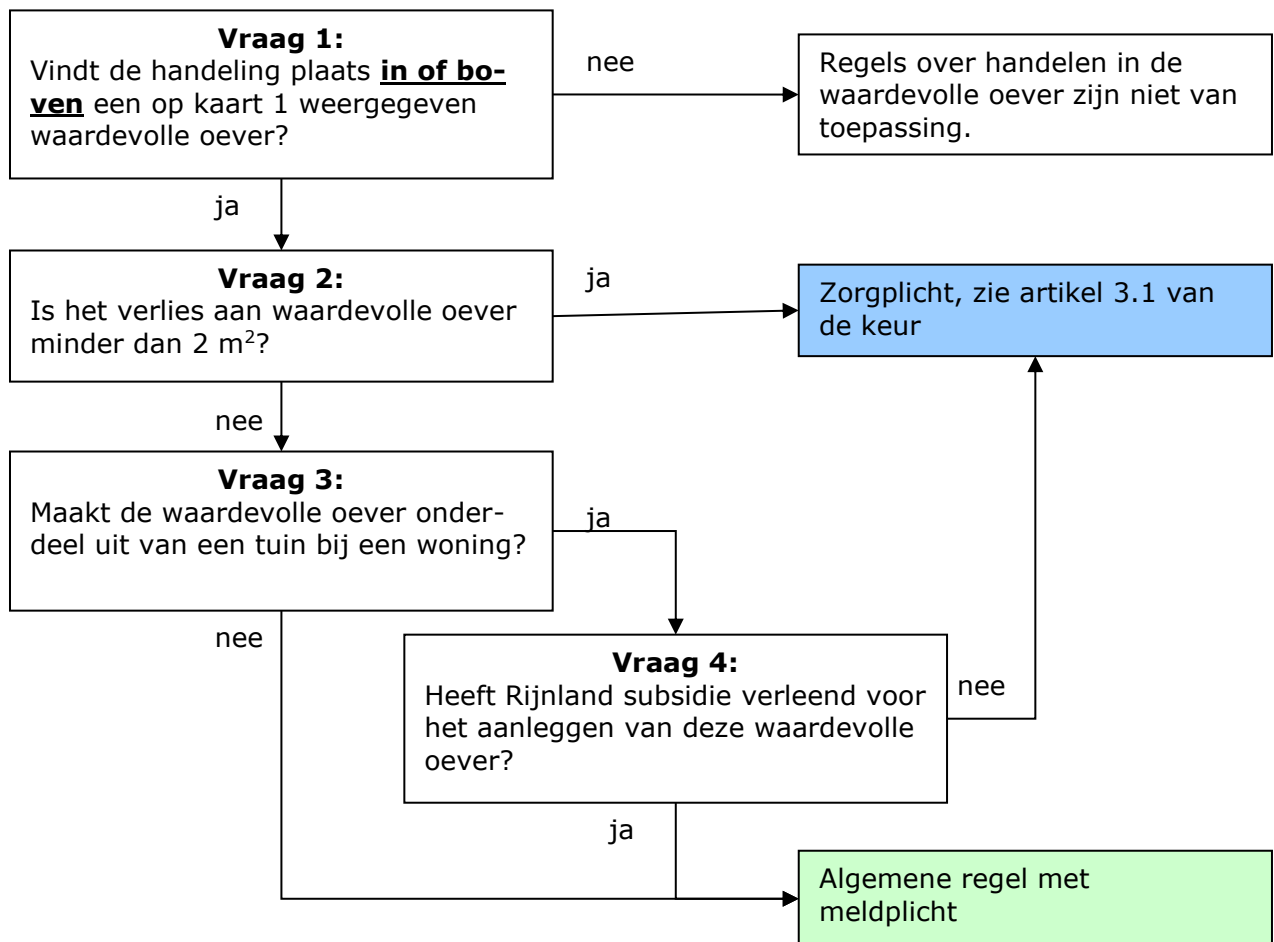 Vraag 1:
Vindt de handeling plaats in of bo-
ven een op kaart 1 weergegeven
waardevolle oever?
nee
Regels over handelen in de
waardevolle oever zijn niet van
toepassing.
ja
Vraag 2:
Is het verlies aan waardevolle oever
minder dan 2 m²?
ja
Zorgplicht, zie artikel 3.1 van
de keur
nee
Vraag 3:
Maakt de waardevolle oever onder-
deel uit van een tuin bij een woning?
ja
nee
Vraag 4:
Heeft Rijnland subsidie verleend voor
het aanleggen van deze waardevolle
oever?
nee
ja
Algemene regel met
meldplicht